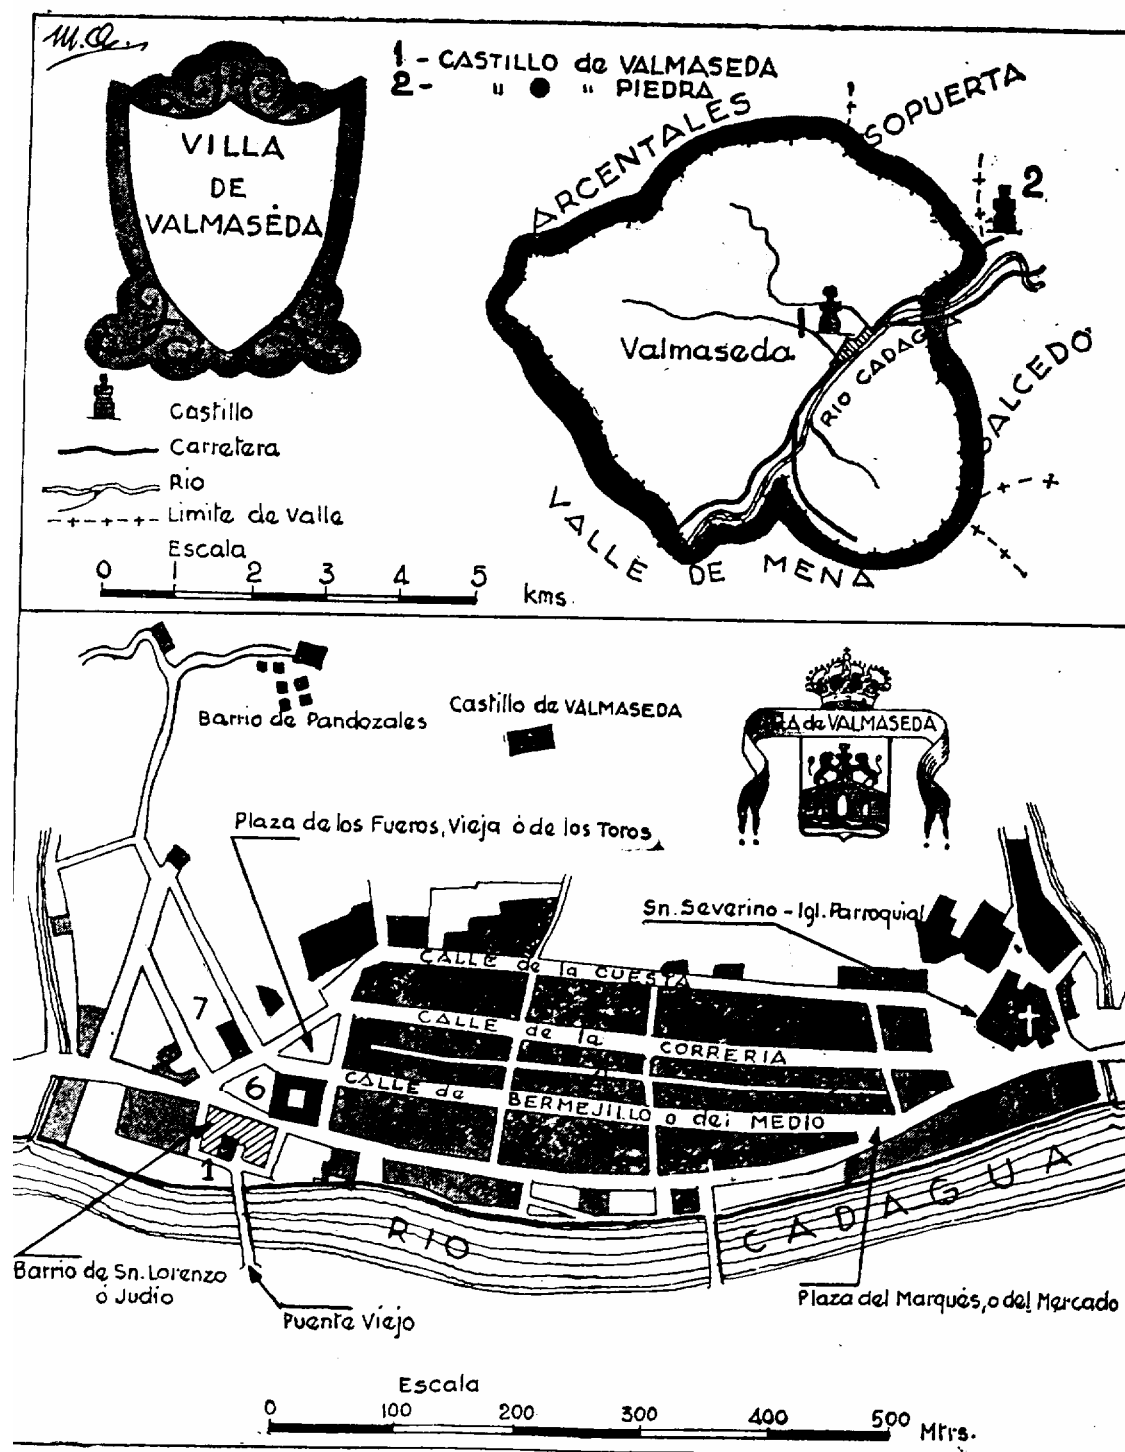 1 - CASTILLO de VALMASEDA
2 - " " " PIEDRA
VILLA
DE
VALMASEDA
ARCENTALES
SOPUERTA
2
1
Valmaseda
RIO CADAGUA
SALCEDO
VALLE DE MENA
Castillo
Carretera
Rio
Limite de valle
Escala
0 1 2 3 4 5
kms.
Barrio de Pandozales
Castillo de VALMASEDA
de VALMASEDA
Plaza de los Fueros, Vieja ó de los Toros
Sn. Severino - Igl. Parroquial
CALLE de la CUESTA
7
CALLE de la CORRERIA
6
CALLE de BERMEJILLO o del MEDIO
1
RIO CADAGUA
Barrio de Sn. Lorenzo
ó Judio
Puente Viejo
Plaza del Marqués, o del Mercado
Escala
0 100 200 300 400 500 Mtrs.